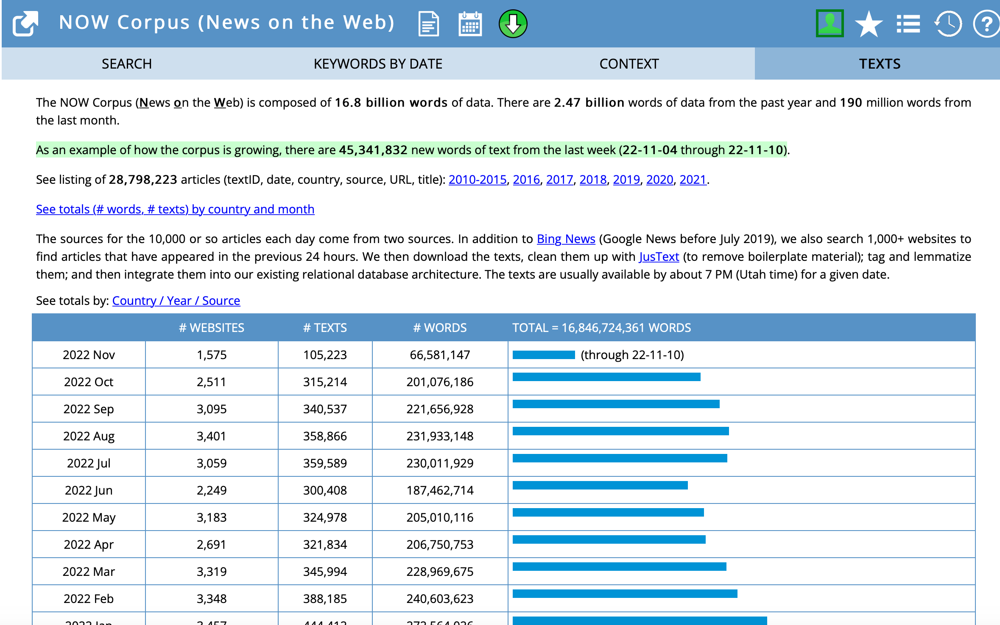 NOW Corpus (News on the Web)
?
SEARCH KEYWORDS BY DATE CONTEXT TEXTS
The NOW Corpus (News on the Web) is composed of 16.8 billion words of data. There are 2.47 billion words of data from the past year and 190 million words from
the last month.
As an example of how the corpus is growing, there are 45,341,832 new words of text from the last week (22-11-04 through 22-11-10).
See listing of 28,798,223 articles (textID, date, country, source, URL, title): 2010-2015, 2016, 2017, 2018, 2019, 2020, 2021.
See totals (# words, # texts) by country and month
The sources for the 10,000 or so articles each day come from two sources. In addition to Bing News (Google News before July 2019), we also search 1,000+ websites to
find articles that have appeared in the previous 24 hours. We then download the texts, clean them up with JusText (to remove boilerplate material); tag and lemmatize
them; and then integrate them into our existing relational database architecture. The texts are usually available by about 7 PM (Utah time) for a given date.
See totals by: Country / Year / Source
# WEBSITES # TEXTS # WORDS TOTAL = 16,846,724,361 WORDS
2022 Nov 1,575 105,223 66,581,147 (through 22-11-10)
2022 Oct 2,511 315,214 201,076,186
2022 Sep 3,095 340,537 221,656,928
2022 Aug 3,401 358,866 231,933,148
2022 Jul 3,059 359,589 230,011,929
2022 Jun 2,249 300,408 187,462,714
2022 May 3,183 324,978 205,010,116
2022 Apr 2,691 321,834 206,750,753
2022 Mar 3,319 345,994 228,969,675
2022 Feb 3,348 388,185 240,603,623
2022 Jan